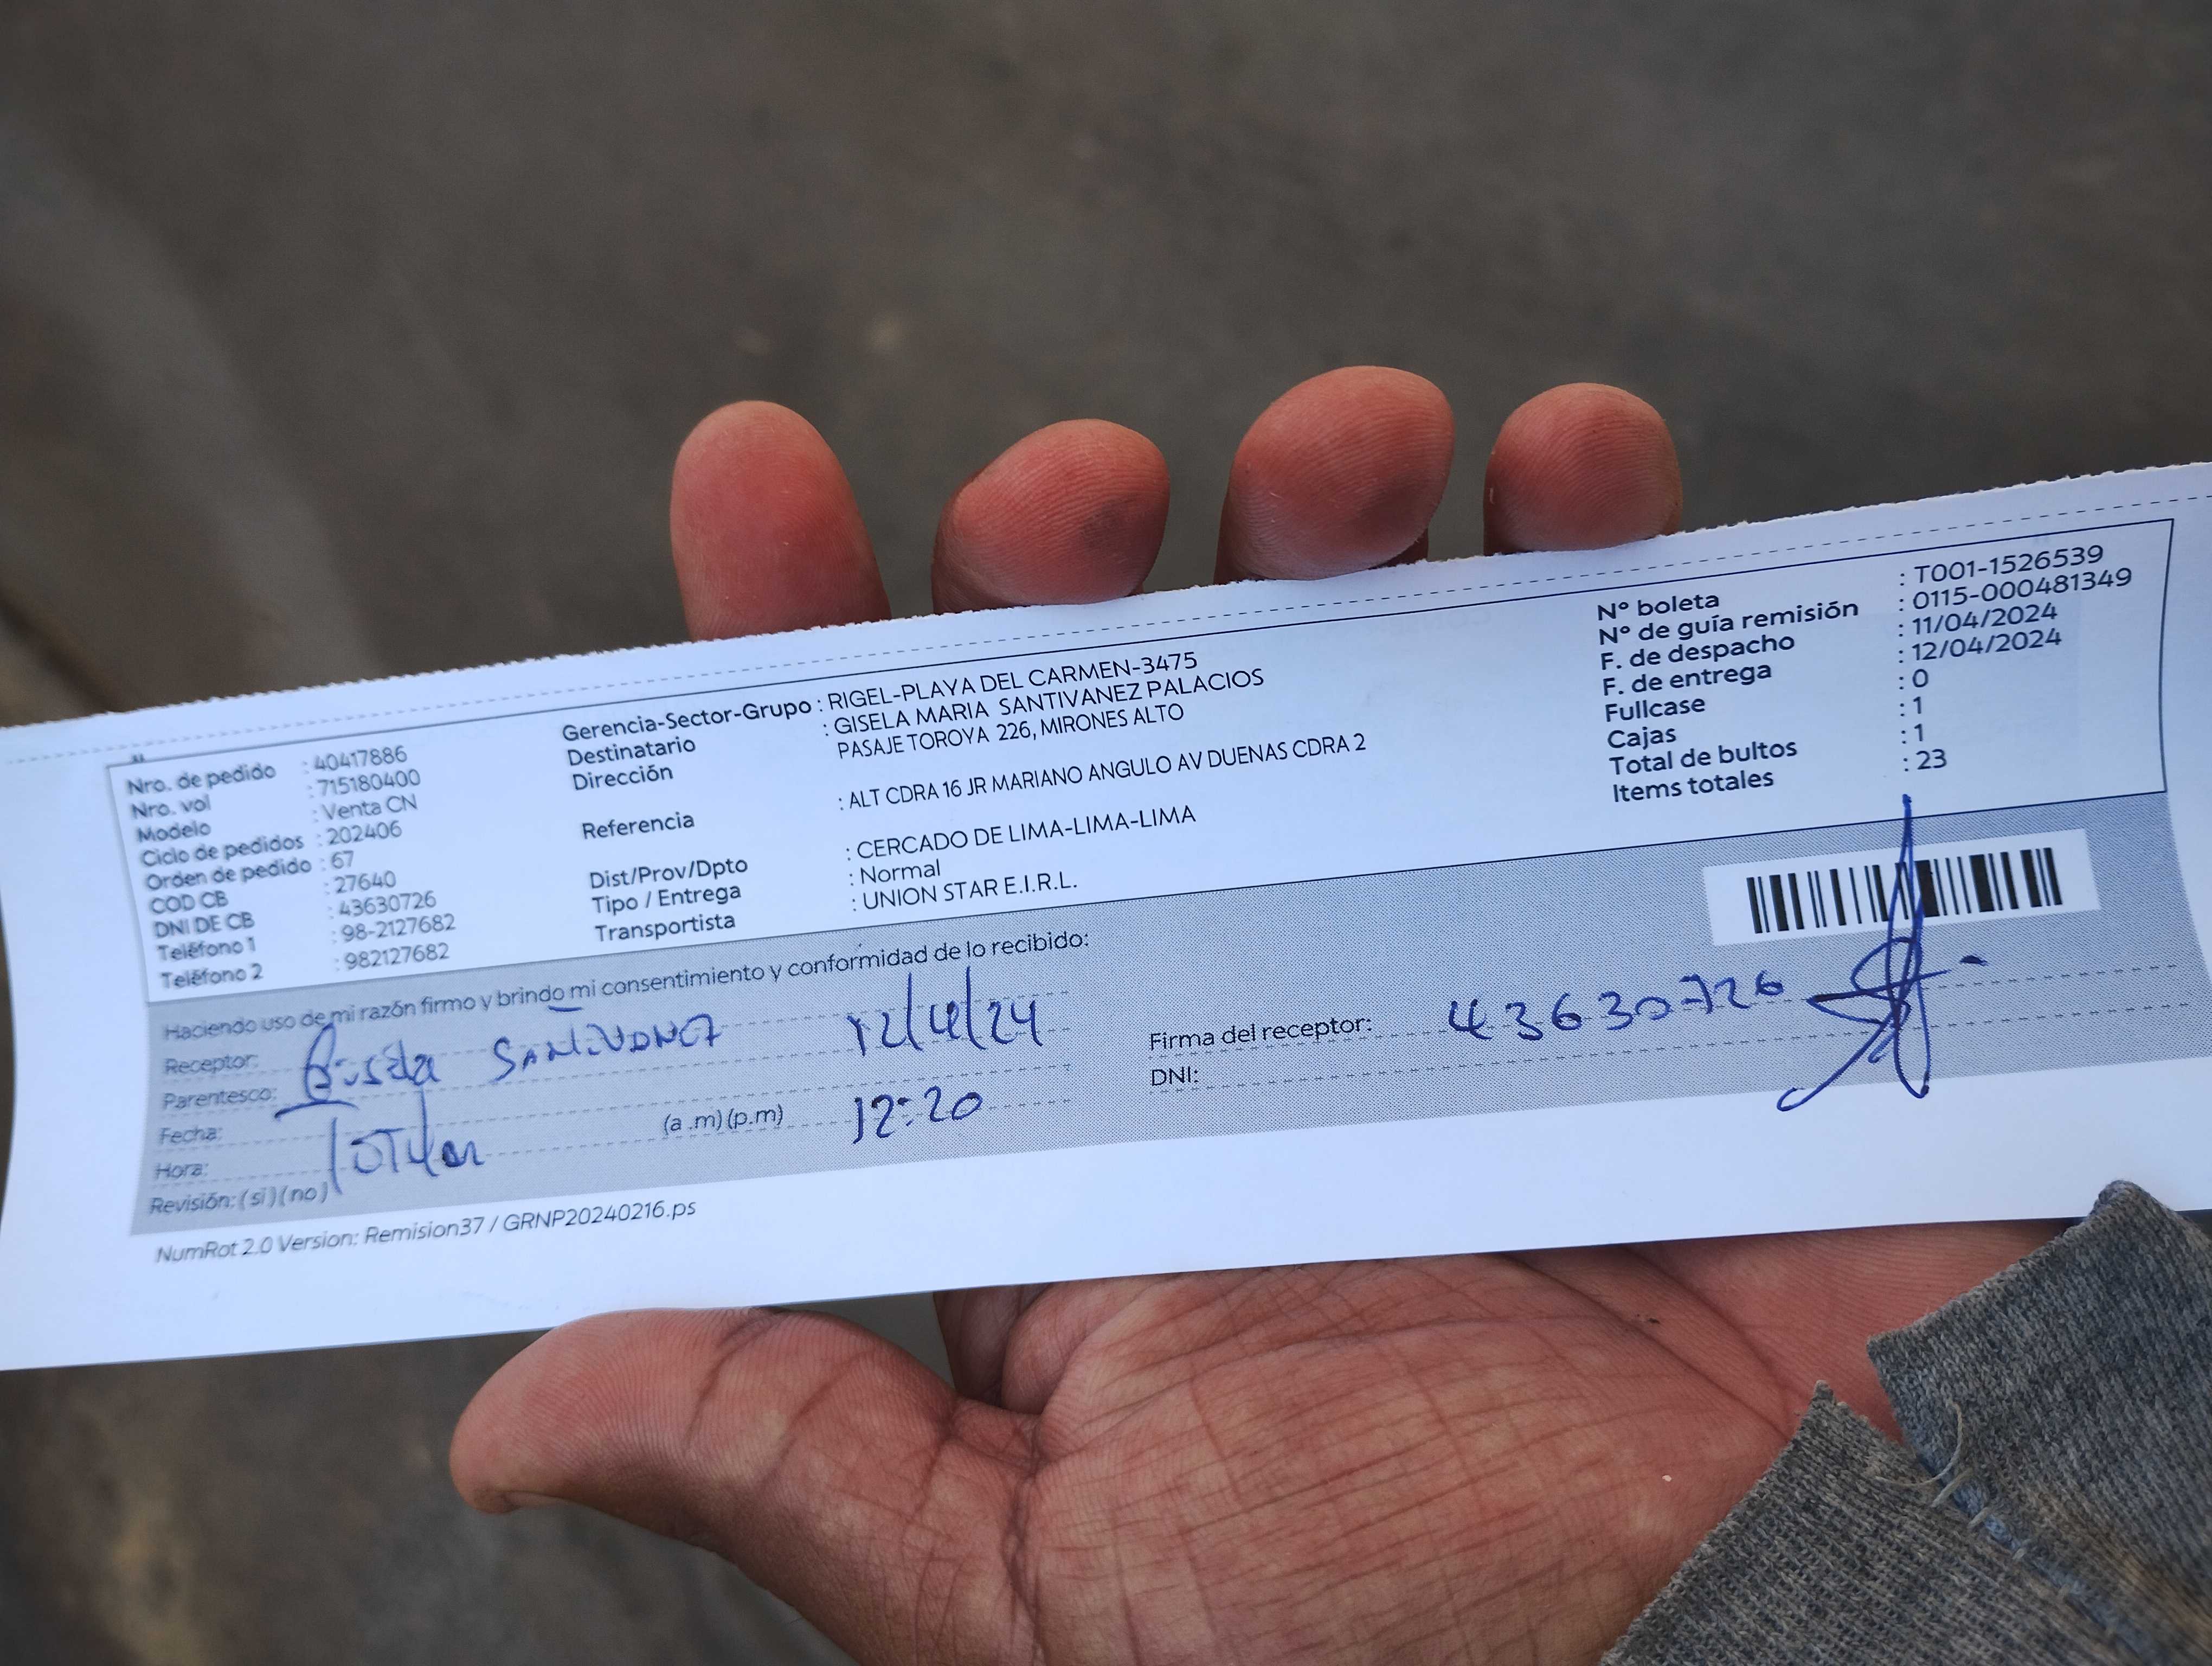 Nro. de pedido : 40417886
Nro. vol : 715180400
Modelo : Venta CN
Ciclo de pedidos : 202406
Orden de pedido : 67
COD CB : 27640
DNI DE CB : 43630726
Teléfono 1 : 98-2127682
Teléfono 2 : 982127682
Gerencia-Sector-Grupo : RIGEL-PLAYA DEL CARMEN-3475
Destinatario : GISELA MARIA SANTIVANEZ PALACIOS
Dirección PASAJE TOROYA 226, MIRONES ALTO
Referencia : ALT CDRA 16 JR MARIANO ANGULO AV DUENAS CDRA 2
Dist/Prov/Dpto : CERCADO DE LIMA-LIMA-LIMA
Tipo / Entrega : Normal
Transportista : UNION STAR E.I.R.L.
N° boleta : T001-1526539
N° de guía remisión : 0115-000481349
F. de despacho : 11/04/2024
F. de entrega : 12/04/2024
Fullcase : 0
Cajas : 1
Total de bultos : 1
Items totales : 23
Haciendo uso de mi razón firmo y brindo mi consentimiento y conformidad de lo recibido:
Receptor: Gisela Santivanez 12/4/24
Parentesco:
Fecha: Titular
Hora: (a .m) (p.m) 12:20
Revisión: ( si ) ( no )
Firma del receptor: 43630726
DNI:
NumRot 2.0 Version: Remision37 / GRNP20240216.ps